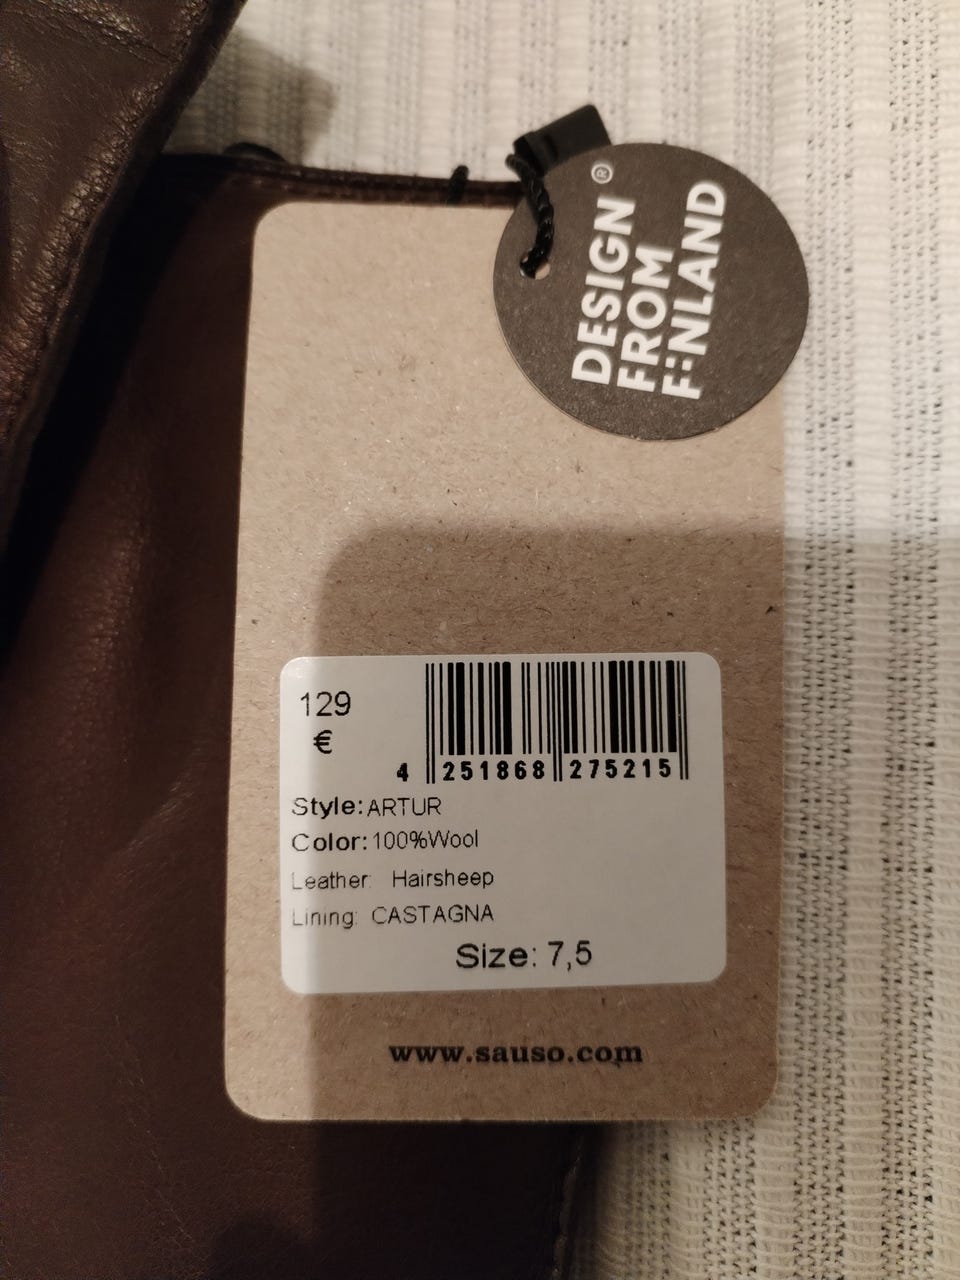 DESIGN
FROM
FINLAND®
129
€
4 251868 275215
Style: ARTUR
Color: 100%Wool
Leather: Hairsheep
Lining: CASTAGNA
Size: 7,5
www.sauso.com